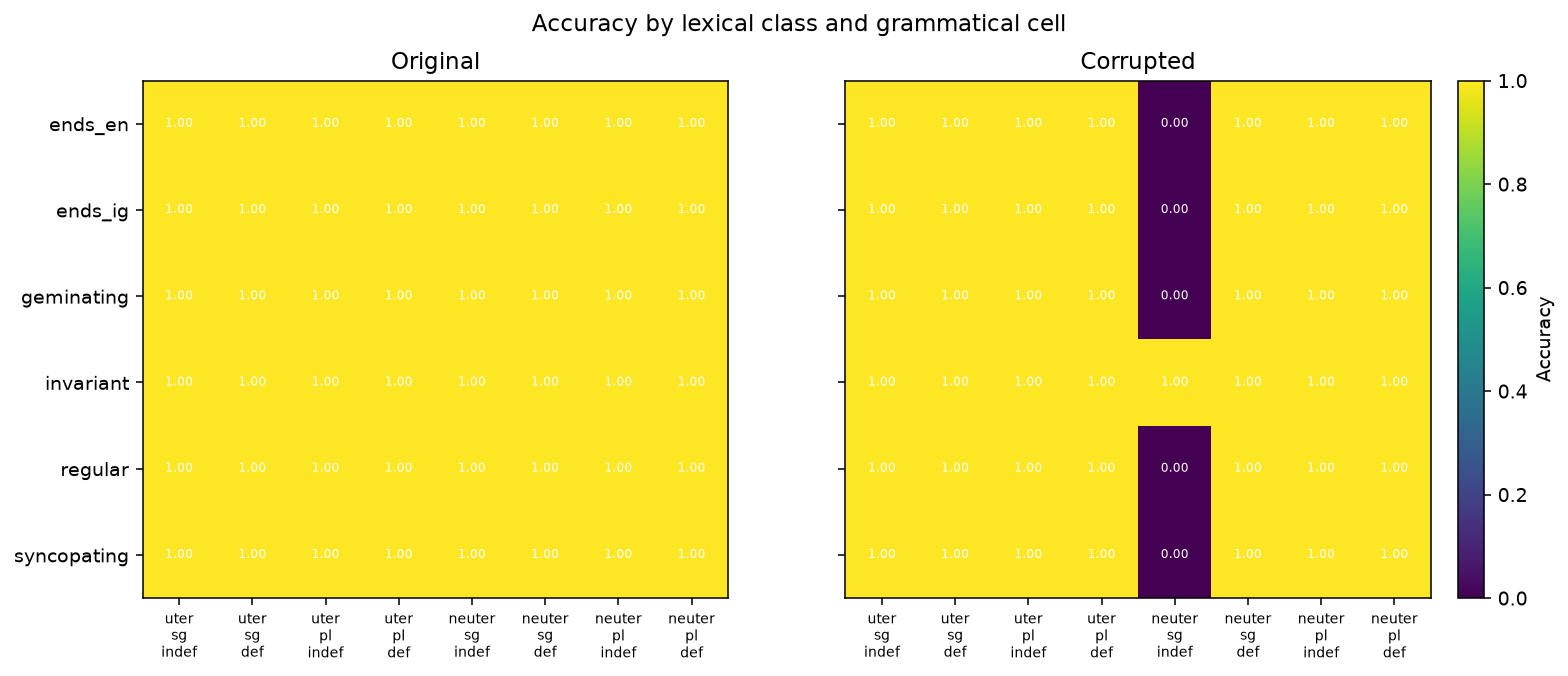 Accuracy by lexical class and grammatical cell
Original
Corrupted
ends_en
1.00 1.00 1.00 1.00 1.00 1.00 1.00 1.00
1.00 1.00 1.00 1.00 0.00 1.00 1.00 1.00
ends_ig
1.00 1.00 1.00 1.00 1.00 1.00 1.00 1.00
1.00 1.00 1.00 1.00 0.00 1.00 1.00 1.00
geminating
1.00 1.00 1.00 1.00 1.00 1.00 1.00 1.00
1.00 1.00 1.00 1.00 0.00 1.00 1.00 1.00
invariant
1.00 1.00 1.00 1.00 1.00 1.00 1.00 1.00
1.00 1.00 1.00 1.00 1.00 1.00 1.00 1.00
regular
1.00 1.00 1.00 1.00 1.00 1.00 1.00 1.00
1.00 1.00 1.00 1.00 0.00 1.00 1.00 1.00
syncopating
1.00 1.00 1.00 1.00 1.00 1.00 1.00 1.00
1.00 1.00 1.00 1.00 0.00 1.00 1.00 1.00
uter uter uter uter neuter neuter neuter neuter
sg sg pl pl sg sg pl pl
indef def indef def indef def indef def
uter uter uter uter neuter neuter neuter neuter
sg sg pl pl sg sg pl pl
indef def indef def indef def indef def
1.0
0.8
0.6
0.4
0.2
0.0
Accuracy